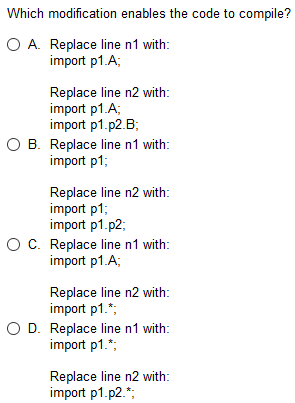 Which modification enables the code to compile?
A. Replace line n1 with:
import p1.A;
Replace line n2 with:
import p1.A;
import p1.p2.B;
B. Replace line n1 with:
import p1;
Replace line n2 with:
import p1;
import p1.p2;
C. Replace line n1 with:
import p1.A;
Replace line n2 with:
import p1.*;
D. Replace line n1 with:
import p1.*;
Replace line n2 with:
import p1.p2.*;